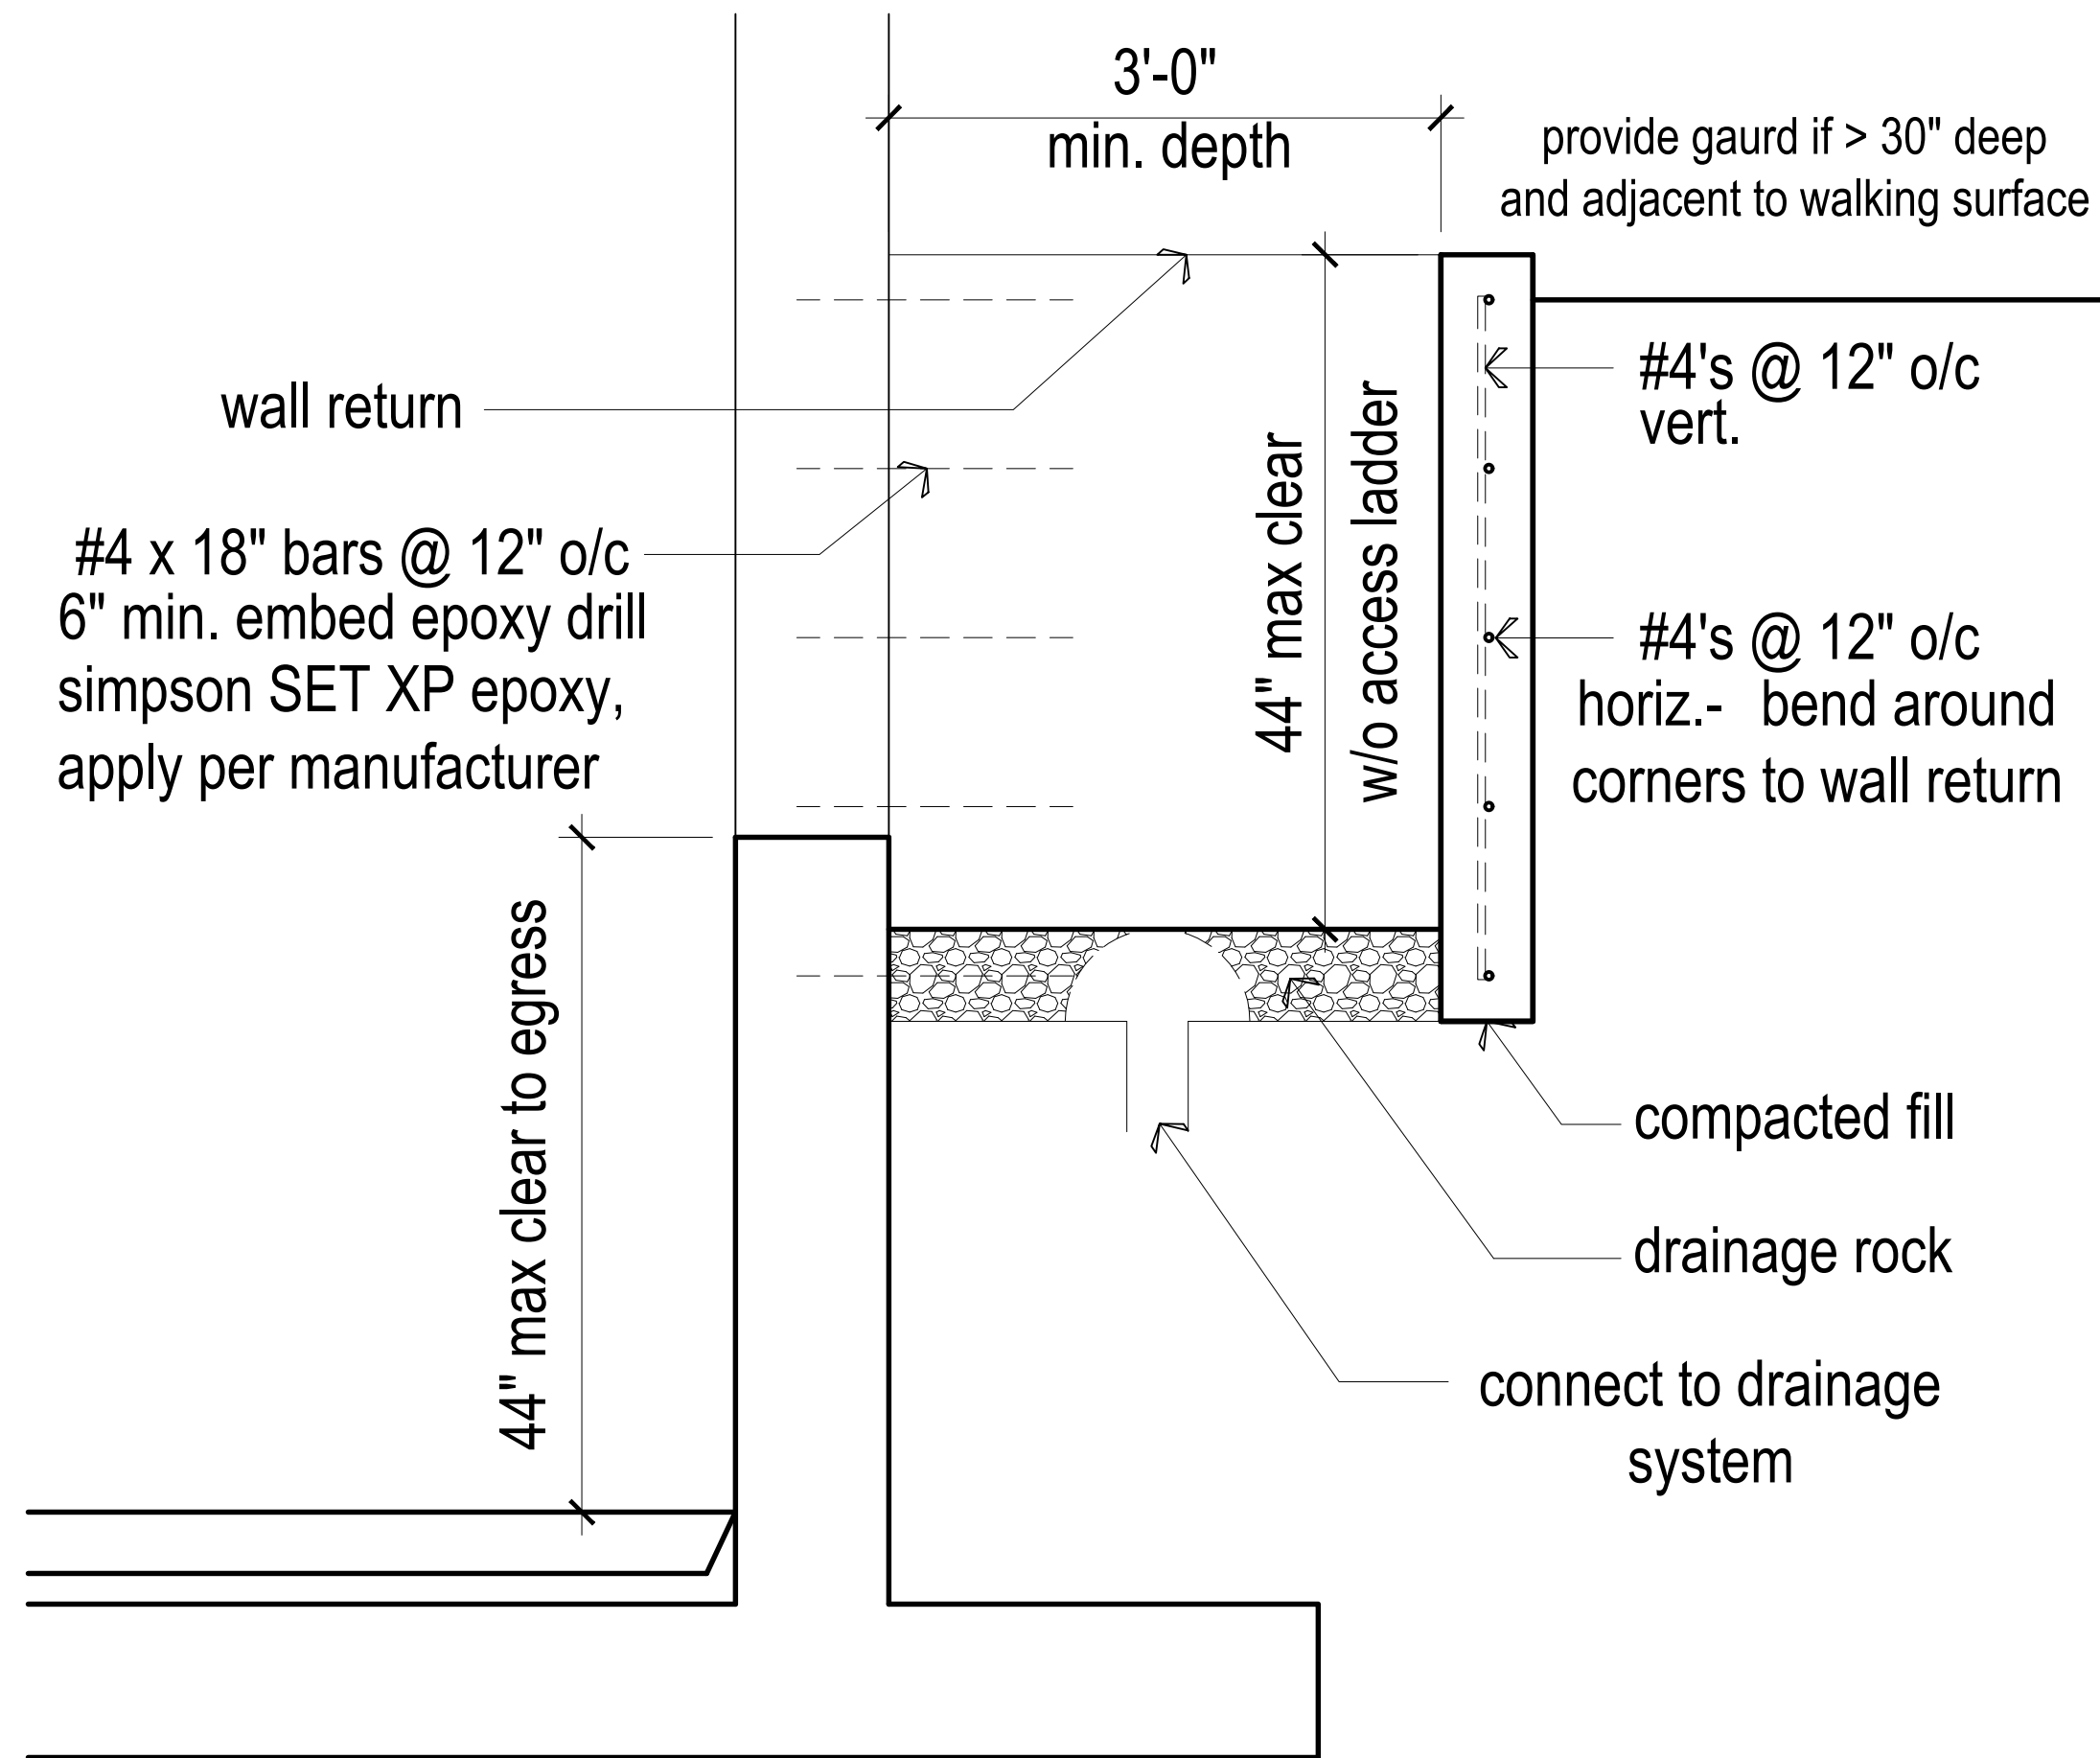 3'-0"
min. depth
provide gaurd if > 30" deep
and adjacent to walking surface
wall return
#4 x 18" bars @ 12" o/c
6" min. embed epoxy drill
simpson SET XP epoxy,
apply per manufacturer
44" max clear
w/o access ladder
#4's @ 12" o/c
vert.
#4's @ 12" o/c
horiz.- bend around
corners to wall return
44" max clear to egress
compacted fill
drainage rock
connect to drainage
system